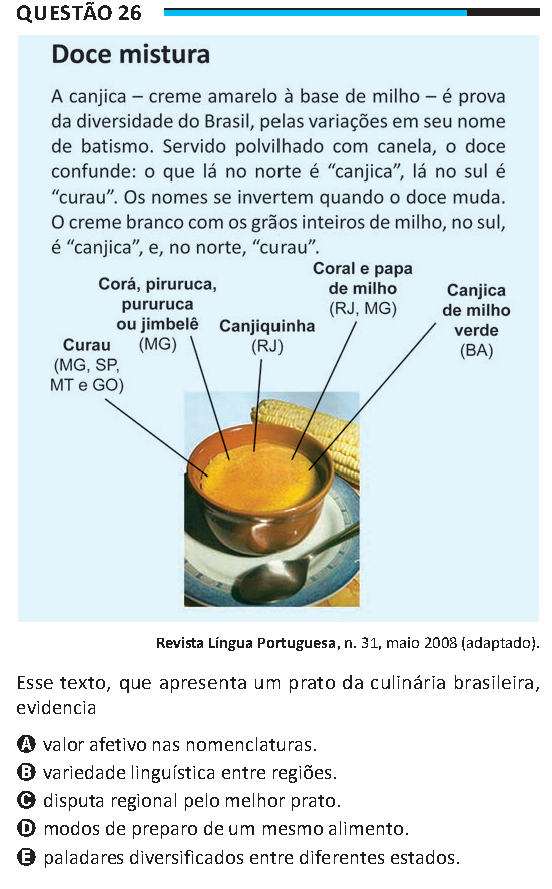 QUESTÃO 26
Doce mistura
A canjica – creme amarelo à base de milho – é prova
da diversidade do Brasil, pelas variações em seu nome
de batismo. Servido polvilhado com canela, o doce
confunde: o que lá no norte é “canjica”, lá no sul é
“curau”. Os nomes se invertem quando o doce muda.
O creme branco com os grãos inteiros de milho, no sul,
é “canjica”, e, no norte, “curau”.
Curau
(MG, SP,
MT e GO)
Corá, piruruca,
pururuca
ou jimbelê
(MG)
Canjiquinha
(RJ)
Coral e papa
de milho
(RJ, MG)
Canjica
de milho
verde
(BA)
Revista Língua Portuguesa, n. 31, maio 2008 (adaptado).
Esse texto, que apresenta um prato da culinária brasileira,
evidencia
A valor afetivo nas nomenclaturas.
B variedade linguística entre regiões.
C disputa regional pelo melhor prato.
D modos de preparo de um mesmo alimento.
E paladares diversificados entre diferentes estados.